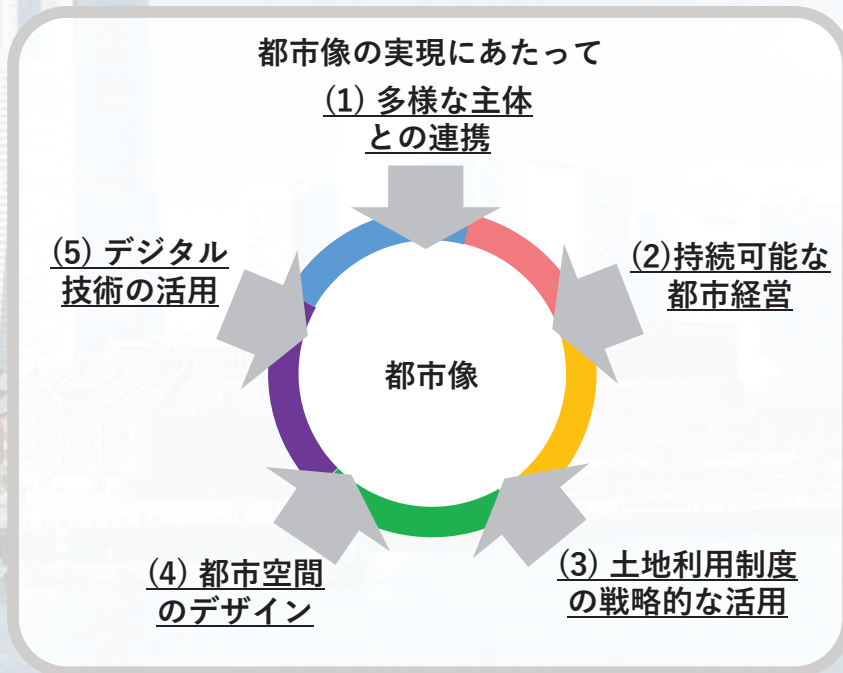 都市像の実現にあたって
(1) 多様な主体
との連携
(2)持続可能な
都市経営
(3) 土地利用制度
の戦略的な活用
(4) 都市空間
のデザイン
(5) デジタル
技術の活用
都市像